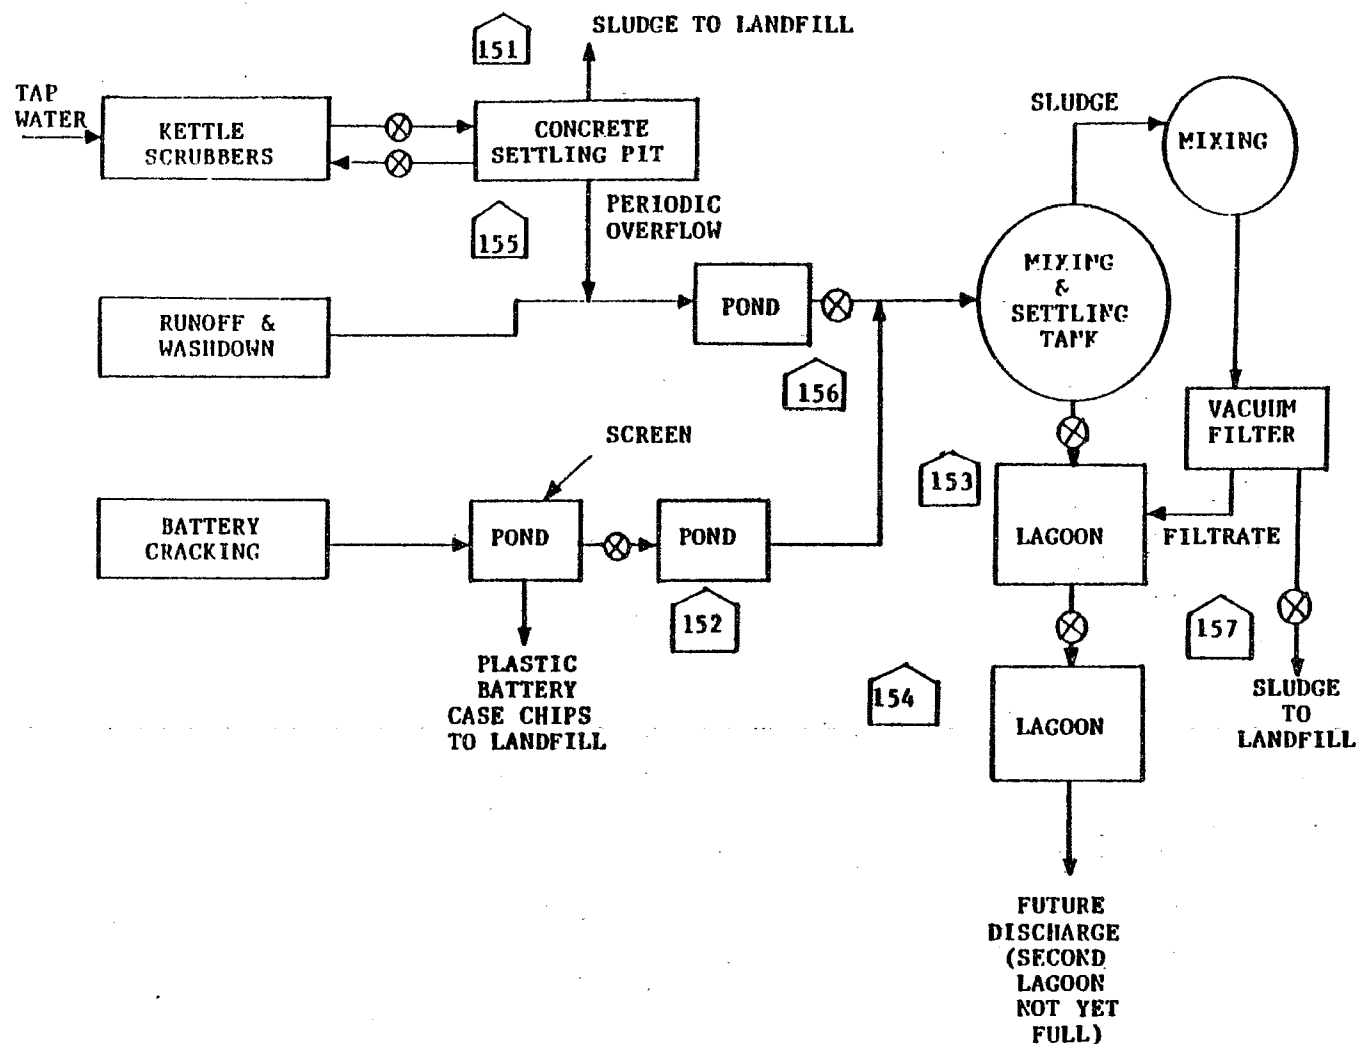 151
SLUDGE TO LANDFILL
TAP
WATER
KETTLE
SCRUBBERS
CONCRETE
SETTLING PIT
SLUDGE
MIXING
155
PERIODIC
OVERFLOW
RUNOFF &
WASHDOWN
POND
156
MIXING
&
SETTLING
TANK
VACUUM
FILTER
SCREEN
BATTERY
CRACKING
POND
POND
152
PLASTIC
BATTERY
CASE CHIPS
TO LANDFILL
153
LAGOON
FILTRATE
157
154
LAGOON
SLUDGE
TO
LANDFILL
FUTURE
DISCHARGE
(SECOND
LAGOON
NOT YET
FULL)